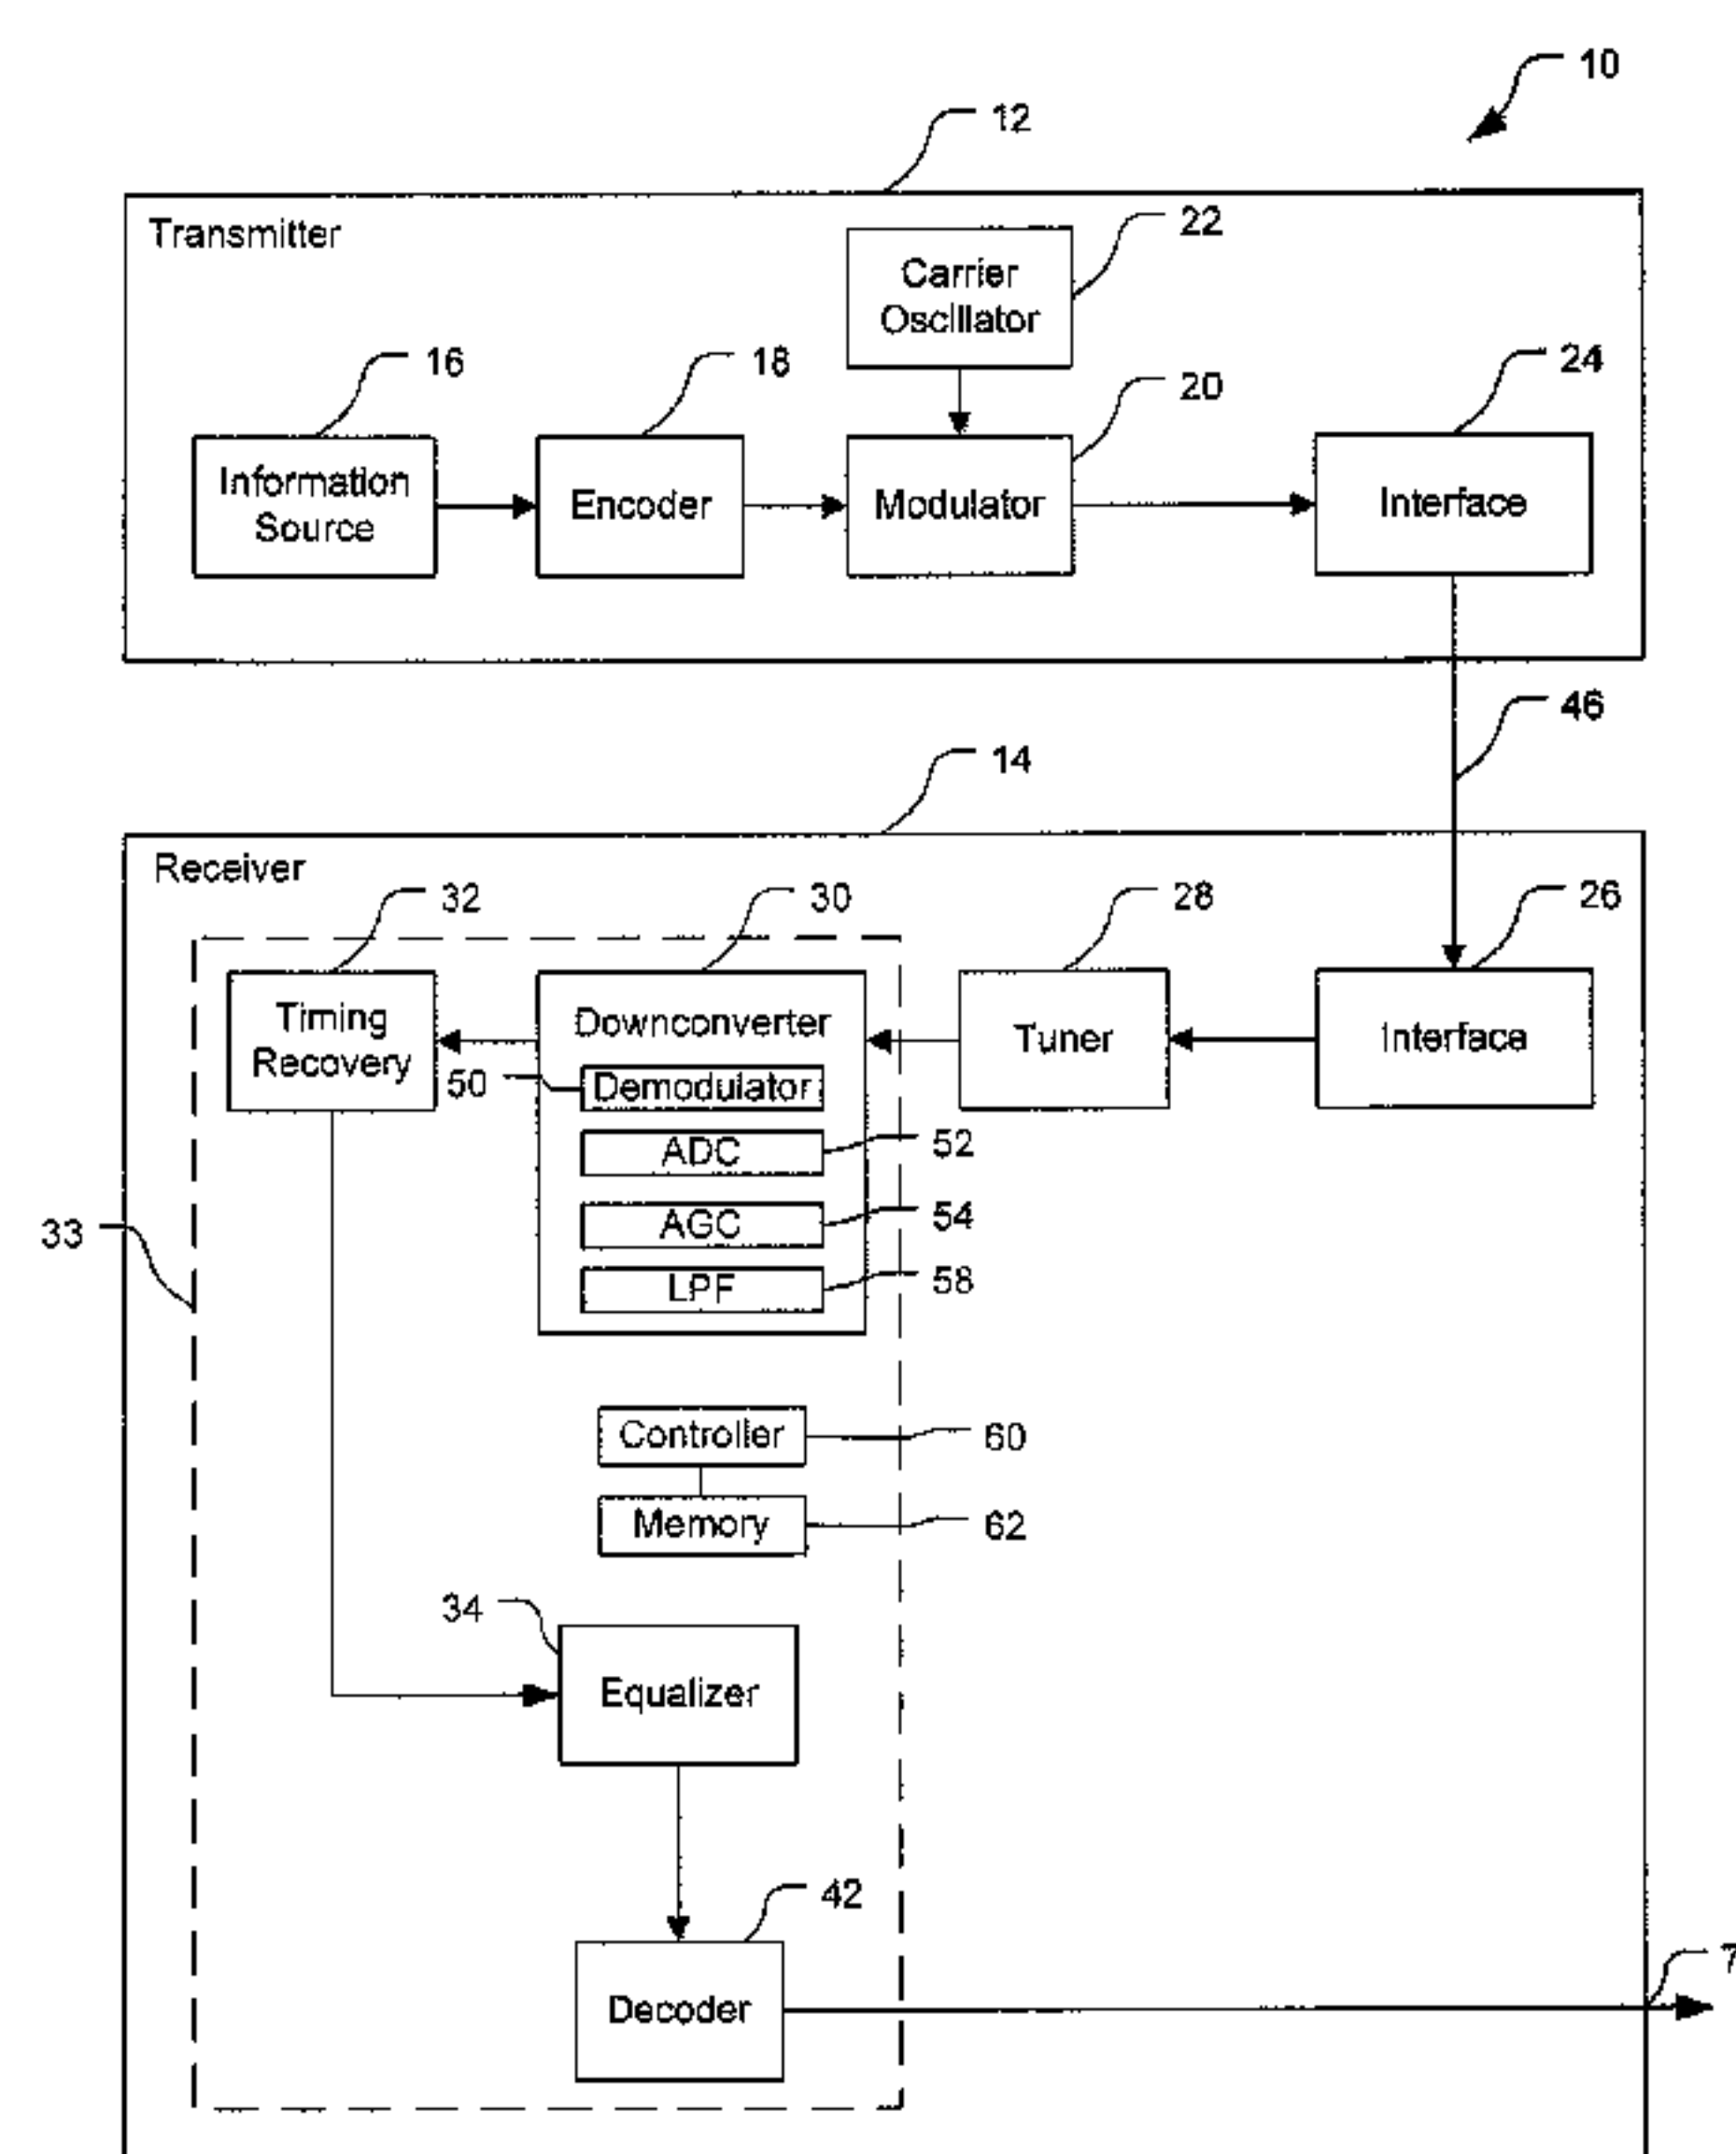 10
12
Transmitter
22
Carrier
Oscillator
16
18
20
24
Information
Source
Encoder
Modulator
Interface
46
14
Receiver
32
30
28
26
Timing
Recovery
Downconverter
Tuner
Interface
50
Demodulator
ADC
52
33
AGC
54
LPF
58
Controller
60
Memory
62
34
Equalizer
42
7
Decoder